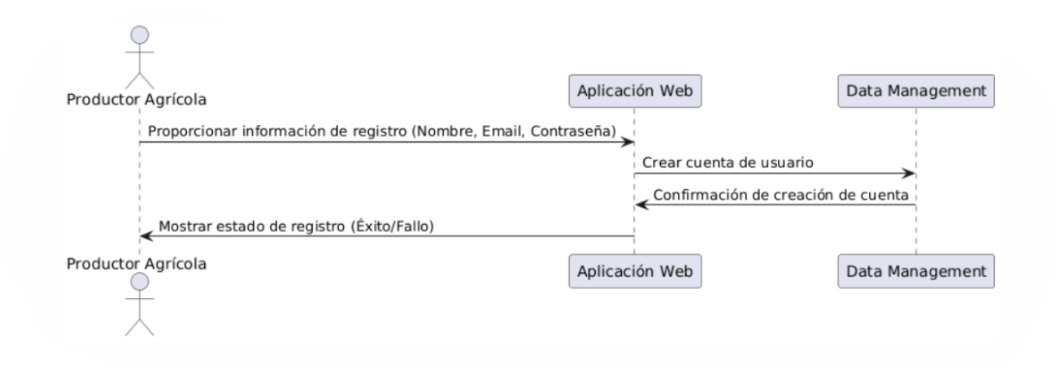 Productor Agrícola
Aplicación Web
Data Management
Proporcionar información de registro (Nombre, Email, Contraseña)
Crear cuenta de usuario
Confirmación de creación de cuenta
Mostrar estado de registro (Éxito/Fallo)
Productor Agrícola
Aplicación Web
Data Management